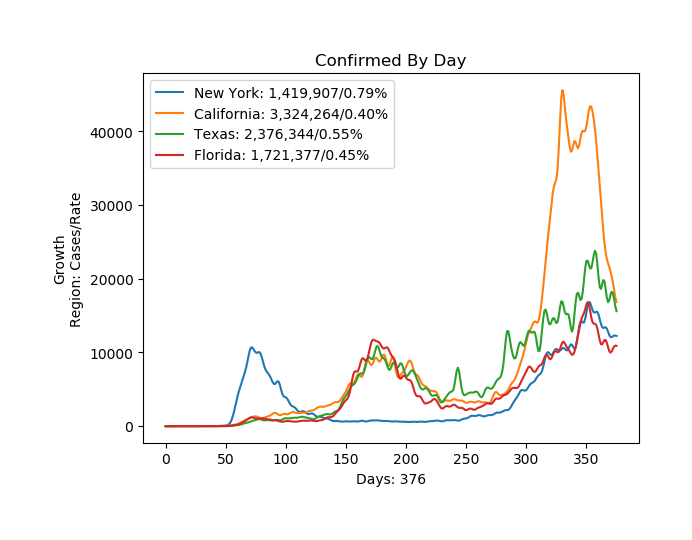 Confirmed By Day
New York: 1,419,907/0.79%
California: 3,324,264/0.40%
Texas: 2,376,344/0.55%
Florida: 1,721,377/0.45%
Growth
Region: Cases/Rate
40000
30000
20000
10000
0
0 50 100 150 200 250 300 350
Days: 376